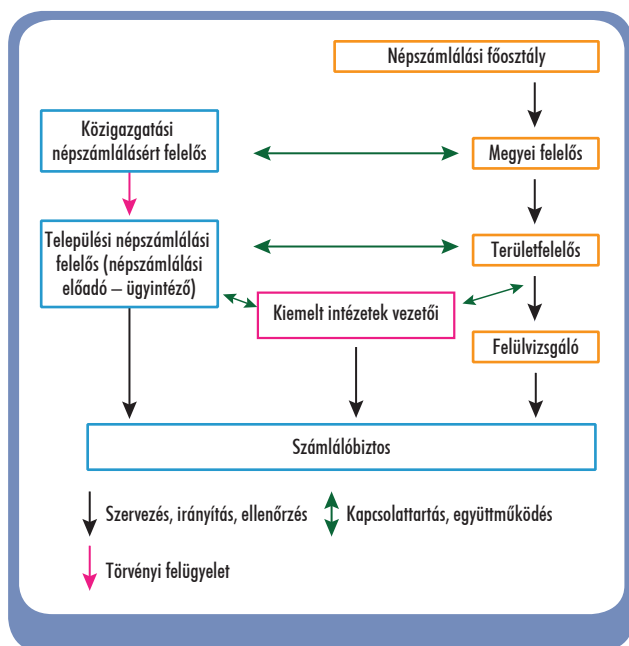 Népszámlálási főosztály
Közigazgatási
népszámlálásért felelős
Megyei felelős
Települési népszámlálási
felelős (népszámlálási
előadó – ügyintéző)
Területfelelős
Kiemelt intézetek vezetői
Felülvizsgáló
Számlálóbiztos
Szervezés, irányítás, ellenőrzés
Kapcsolattartás, együttműködés
Törvényi felügyelet